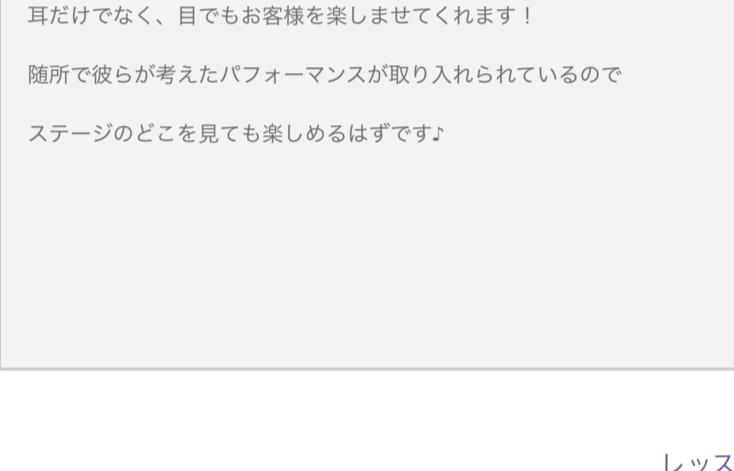 耳だけでなく、目でもお客様を楽しませてくれます！
随所で彼らが考えたパフォーマンスが取り入れられているので
ステージのどこを見ても楽しめるはずです♪
レッス